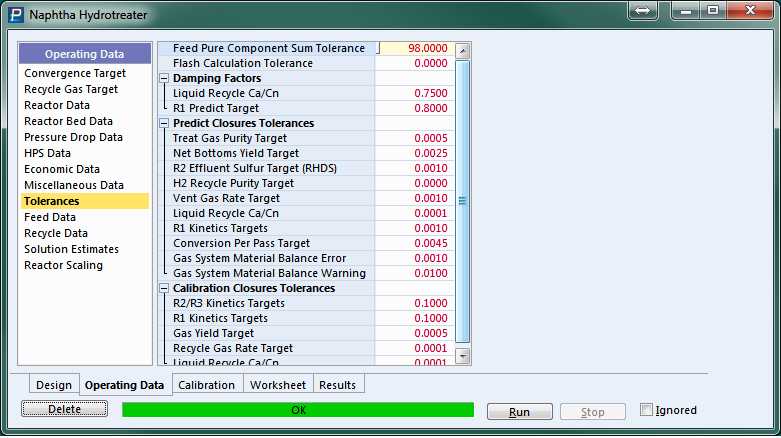 Naphtha Hydrotreater
Operating Data
Convergence Target
Recycle Gas Target
Reactor Data
Reactor Bed Data
Pressure Drop Data
HPS Data
Economic Data
Miscellaneous Data
Tolerances
Feed Data
Recycle Data
Solution Estimates
Reactor Scaling
Feed Pure Component Sum Tolerance 98.0000
Flash Calculation Tolerance 0.0000
Damping Factors
Liquid Recycle Ca/Cn 0.7500
R1 Predict Target 0.8000
Predict Closures Tolerances
Treat Gas Purity Target 0.0005
Net Bottoms Yield Target 0.0025
R2 Effluent Sulfur Target (RHDS) 0.0010
H2 Recycle Purity Target 0.0000
Vent Gas Rate Target 0.0010
Liquid Recycle Ca/Cn 0.0001
R1 Kinetics Targets 0.0010
Conversion Per Pass Target 0.0045
Gas System Material Balance Error 0.0010
Gas System Material Balance Warning 0.0100
Calibration Closures Tolerances
R2/R3 Kinetics Targets 0.1000
R1 Kinetics Targets 0.1000
Gas Yield Target 0.0005
Recycle Gas Rate Target 0.0001
Liquid Recycle Ca/Cn 0.0001
Design Operating Data Calibration Worksheet Results
Delete OK Run Stop Ignored